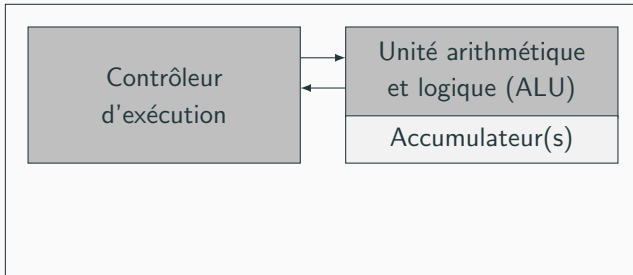 Contrôleur
d'exécution
Unité arithmétique
et logique (ALU)
Accumulateur(s)